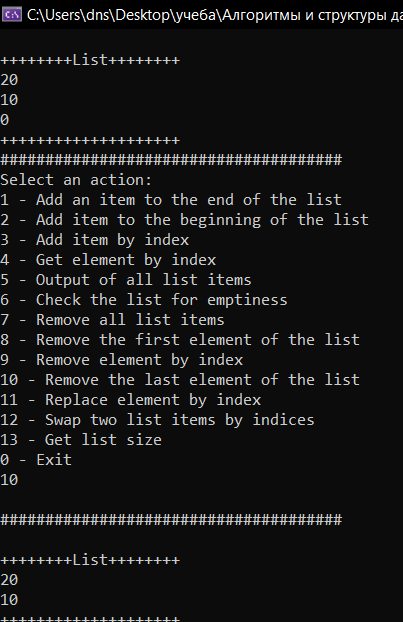 C:\Users\dns\Desktop\учеба\Алгоритмы и структуры
++++++++List++++++++
20
10
0
++++++++++++++++++++
######################################
Select an action:
1 - Add an item to the end of the list
2 - Add item to the beginning of the list
3 - Add item by index
4 - Get element by index
5 - Output of all list items
6 - Check the list for emptiness
7 - Remove all list items
8 - Remove the first element of the list
9 - Remove element by index
10 - Remove the last element of the list
11 - Replace element by index
12 - Swap two list items by indices
13 - Get list size
0 - Exit
10
######################################
++++++++List++++++++
20
10
++++++++++++++++++++